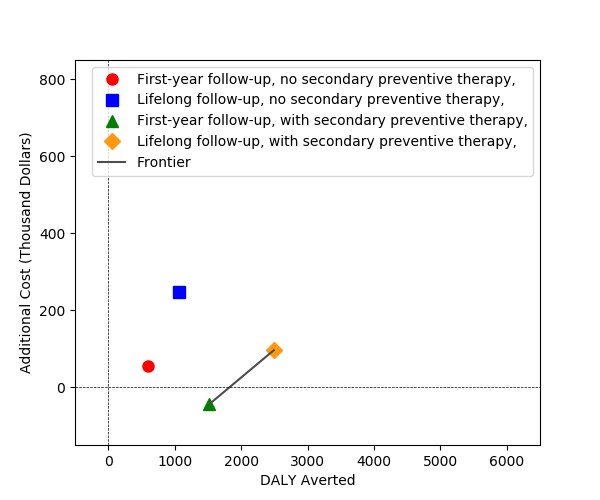 First-year follow-up, no secondary preventive therapy,
Lifelong follow-up, no secondary preventive therapy,
First-year follow-up, with secondary preventive therapy,
Lifelong follow-up, with secondary preventive therapy,
Frontier
800
600
400
200
0
Additional Cost (Thousand Dollars)
0 1000 2000 3000 4000 5000 6000
DALY Averted